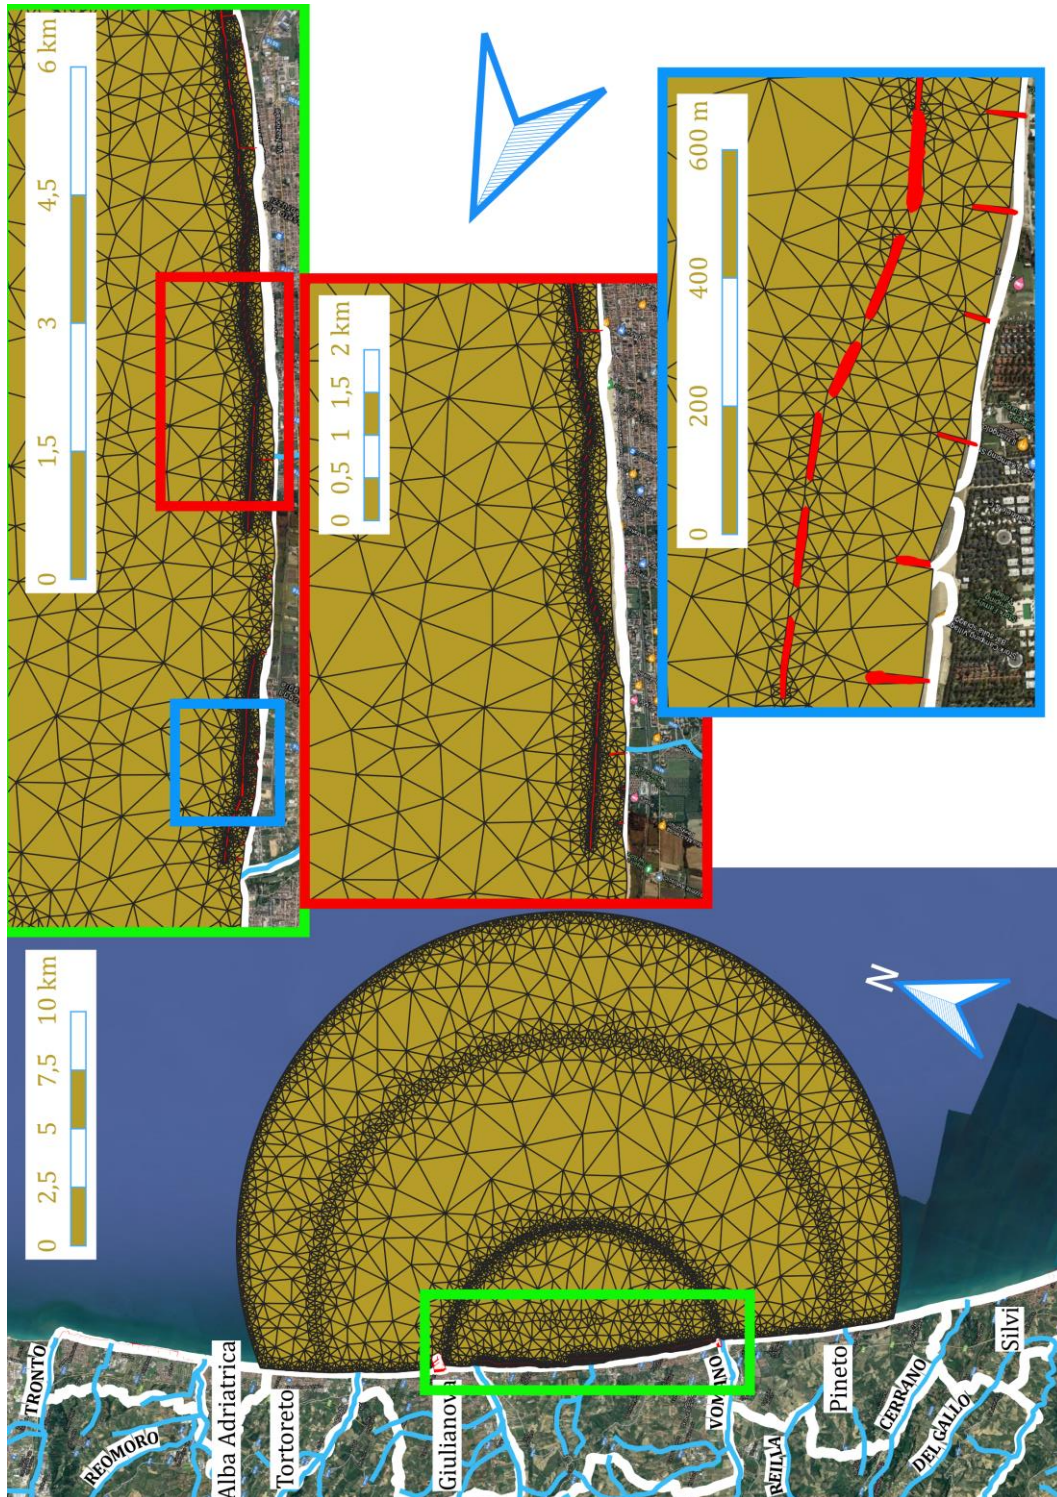 0 1,5 3 4,5 6 km
0 0,5 1 1,5 2 km
0 200 400 600 m
0 2,5 5 7,5 10 km
N
TRONTO
REOMORO
Alba Adriatrica
Tortoreto
Giulianova
VOMANO
REILLA
Pineto
CERRANO
DEL GALLO
Silvi